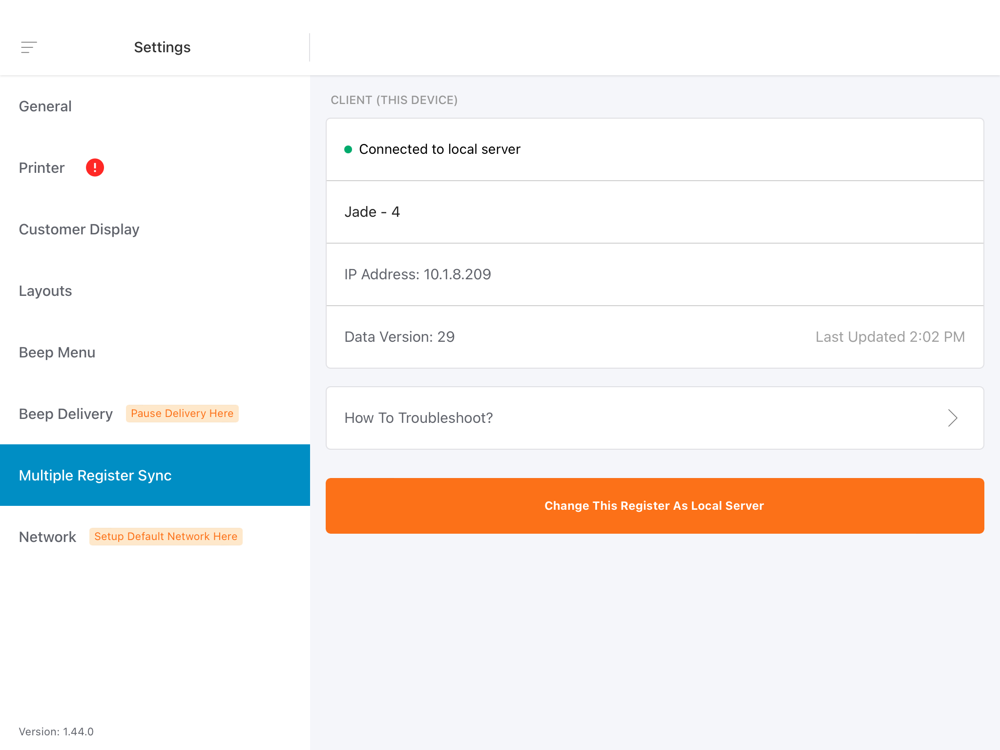 Settings
General
Printer
Customer Display
Layouts
Beep Menu
Beep Delivery Pause Delivery Here
Multiple Register Sync
Network Setup Default Network Here
Version: 1.44.0
CLIENT (THIS DEVICE)
Connected to local server
Jade - 4
IP Address: 10.1.8.209
Data Version: 29 Last Updated 2:02 PM
How To Troubleshoot?
Change This Register As Local Server